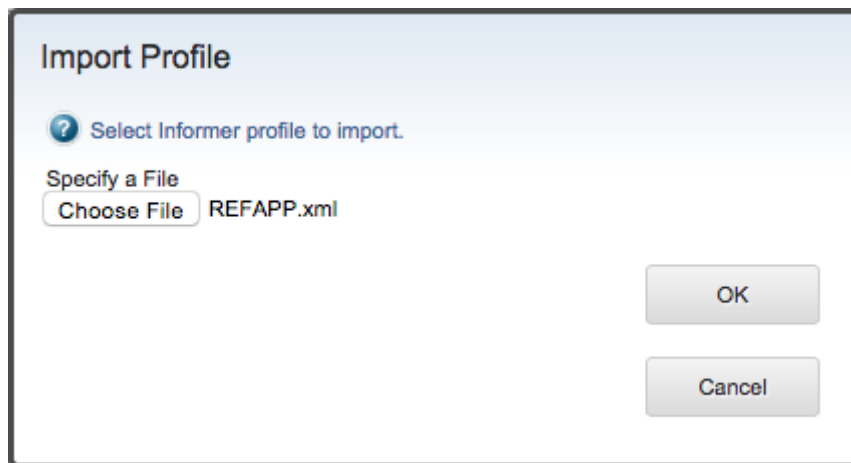 Import Profile
? Select Informer profile to import.
Specify a File
Choose File REFAPP.xml
OK
Cancel